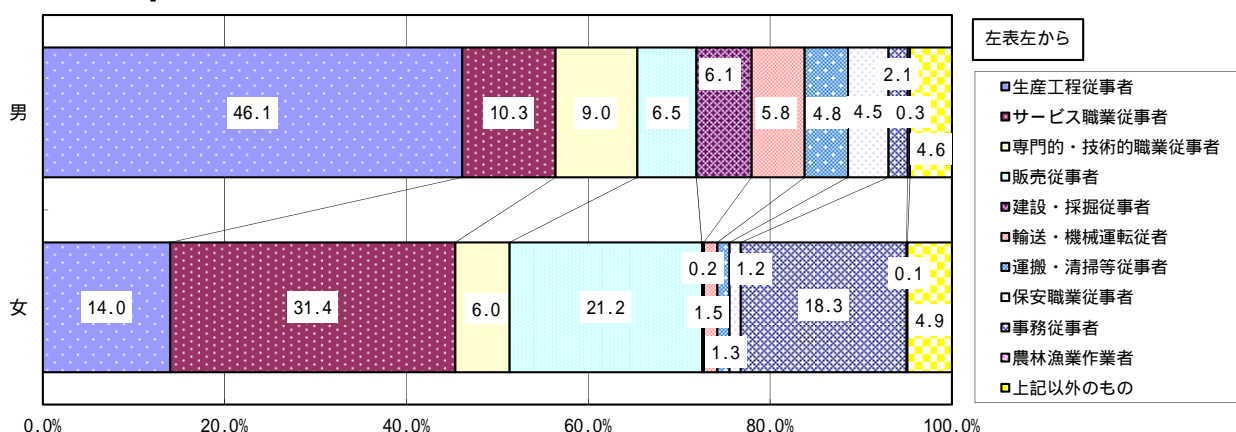 左表左から
男
46.1
10.3
9.0
6.5
6.1
5.8
4.8
4.5
2.1
0.3
4.6
女
14.0
31.4
6.0
21.2
0.2
1.5
1.3
1.2
18.3
0.1
4.9
0.0%
20.0%
40.0%
60.0%
80.0%
100.0%
生産工程従事者
サービス職業従事者
専門的・技術的職業従事者
販売従事者
建設・採掘従事者
輸送・機械運転従者
運搬・清掃等従事者
保安職業従事者
事務従事者
農林漁業作業者
上記以外のもの